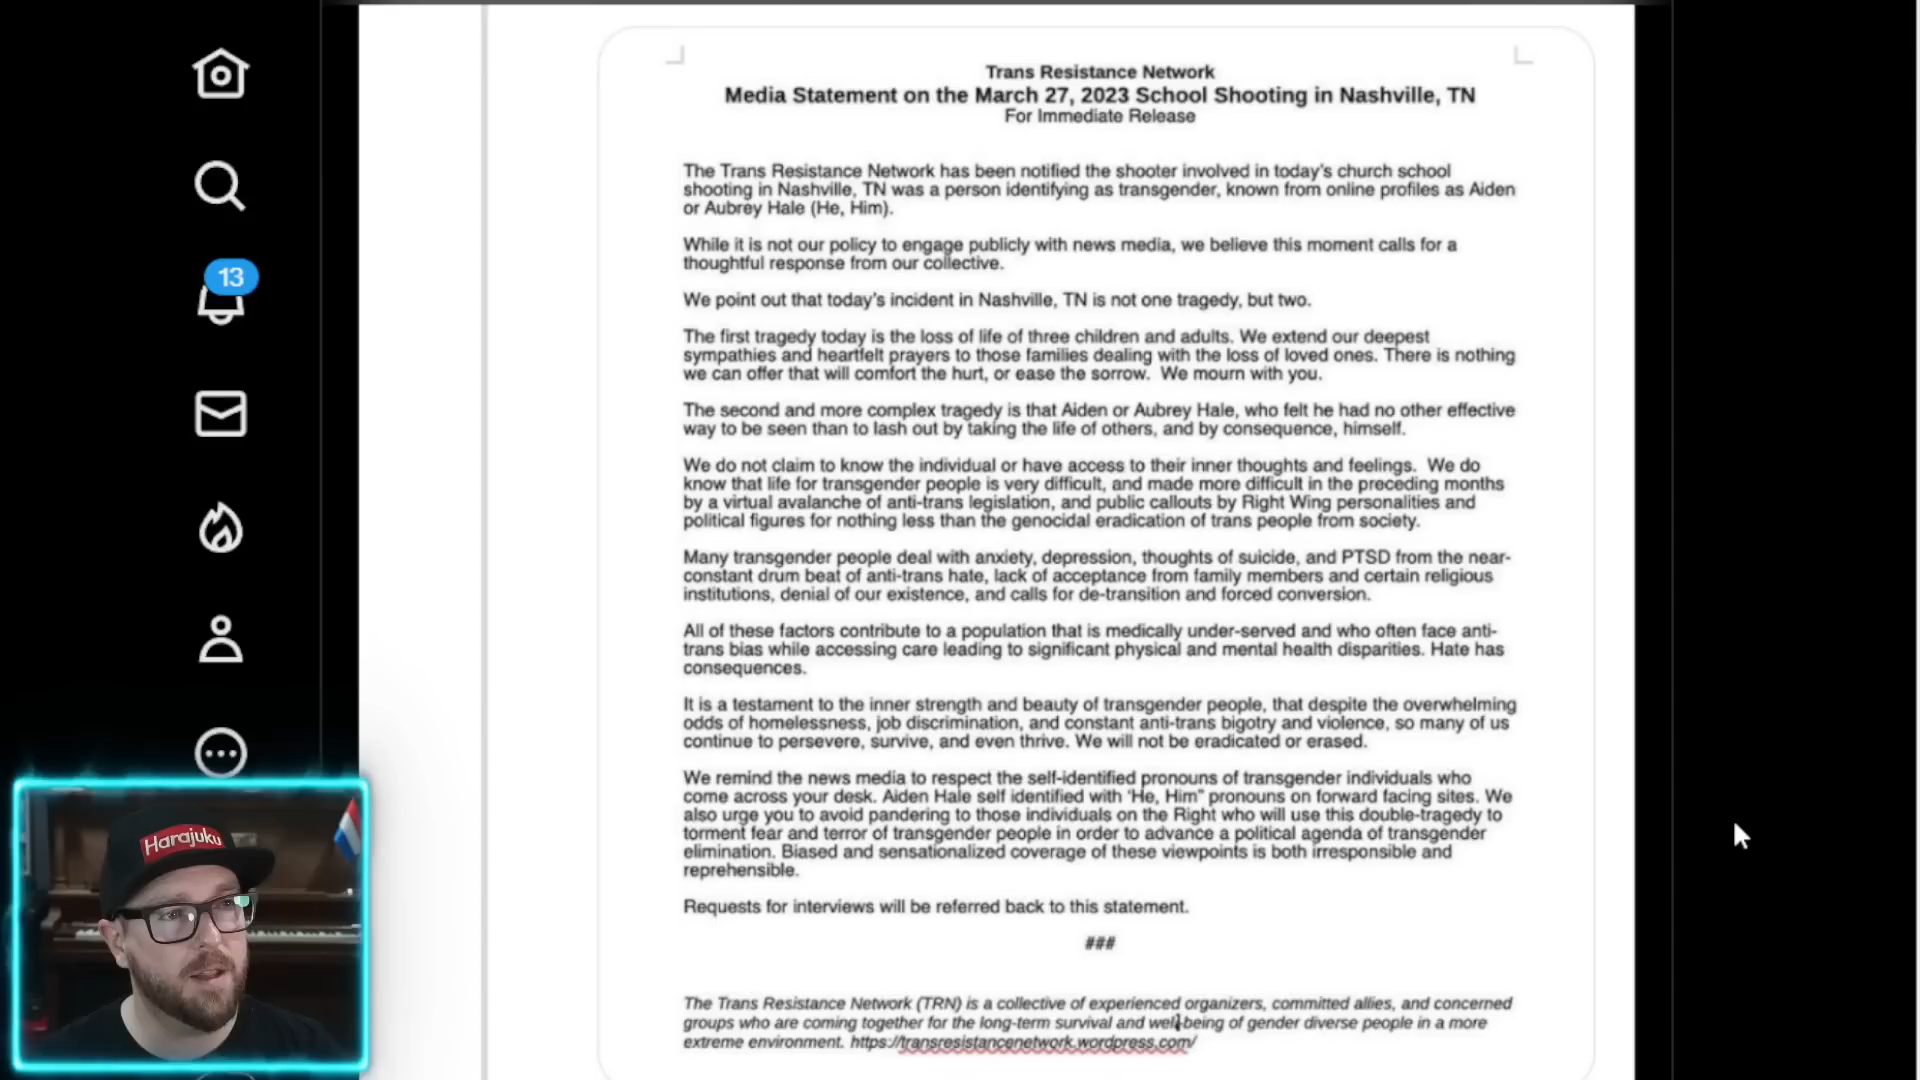 Trans Resistance Network
Media Statement on the March 27, 2023 School Shooting in Nashville, TN
For Immediate Release
The Trans Resistance Network has been notified the shooter involved in today's church school
shooting in Nashville, TN was a person identifying as transgender, known from online profiles as Aiden
or Aubrey Hale (He, Him).
While it is not our policy to engage publicly with news media, we believe this moment calls for a
thoughtful response from our collective.
We point out that today's incident in Nashville, TN is not one tragedy, but two.
The first tragedy today is the loss of life of three children and adults. We extend our deepest
sympathies and heartfelt prayers to those families dealing with the loss of loved ones. There is nothing
we can offer that will comfort the hurt, or ease the sorrow.  We mourn with you.
The second and more complex tragedy is that Aiden or Aubrey Hale, who felt he had no other effective
way to be seen than to lash out by taking the life of others, and by consequence, himself.
We do not claim to know the individual or have access to their inner thoughts and feelings.  We do
know that life for transgender people is very difficult, and made more difficult in the preceding months
by a virtual avalanche of anti-trans legislation, and public callouts by Right Wing personalities and
political figures for nothing less than the genocidal eradication of trans people from society.
Many transgender people deal with anxiety, depression, thoughts of suicide, and PTSD from the near-
constant drum beat of anti-trans hate, lack of acceptance from family members and certain religious
institutions, denial of our existence, and calls for de-transition and forced conversion.
All of these factors contribute to a population that is medically under-served and who often face anti-
trans bias while accessing care leading to significant physical and mental health disparities. Hate has
consequences.
It is a testament to the inner strength and beauty of transgender people, that despite the overwhelming
odds of homelessness, job discrimination, and constant anti-trans bigotry and violence, so many of us
continue to persevere, survive, and even thrive. We will not be eradicated or erased.
We remind the news media to respect the self-identified pronouns of transgender individuals who
come across your desk. Aiden Hale self identified with 'He, Him" pronouns on forward facing sites. We
also urge you to avoid pandering to those individuals on the Right who will use this double-tragedy to
torment fear and terror of transgender people in order to advance a political agenda of transgender
elimination. Biased and sensationalized coverage of these viewpoints is both irresponsible and
reprehensible.
Requests for interviews will be referred back to this statement.
###
The Trans Resistance Network (TRN) is a collective of experienced organizers, committed allies, and concerned
groups who are coming together for the long-term survival and well-being of gender diverse people in a more
extreme environment. https://transresistancenetwork.wordpress.com/
13
Harajuku